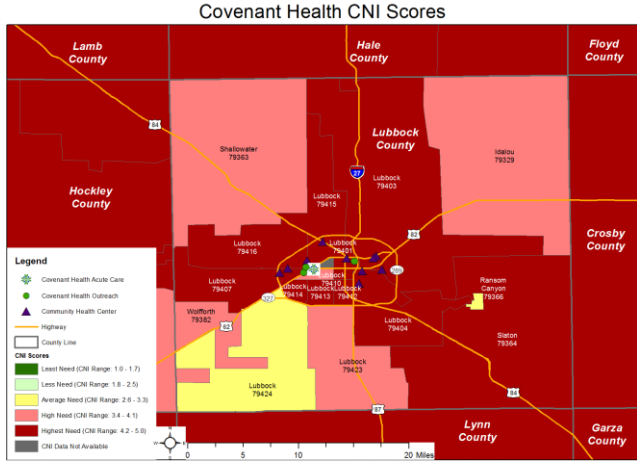 Covenant Health CNI Scores
Lamb
County
Hale
County
Floyd
County
84
Shallowater
79363
Lubbock
County
Idalou
79329
27
Lubbock
79403
Hockley
County
Lubbock
79415
82
Crosby
County
Lubbock
79416
Lubbock
79401
289
Lubbock
79407
Lubbock
79414
Lubbock
79413
79410
Lubbock
79412
Ransom
Canyon
79366
327
Wolfforth
79382
62
Lubbock
79404
Slaton
79364
Lubbock
79423
Lubbock
79424
84
87
Lynn
County
Garza
County
Legend
Covenant Health Acute Care
Covenant Health Outreach
Community Health Center
Highway
County Line
CNI Scores
Least Need (CNI Range: 1.0 - 1.7)
Less Need (CNI Range: 1.8 - 2.5)
Average Need (CNI Range: 2.6 - 3.3)
High Need (CNI Range: 3.4 - 4.1)
Highest Need (CNI Range: 4.2 - 5.0)
CNI Data Not Available
0 5 10 20 Miles